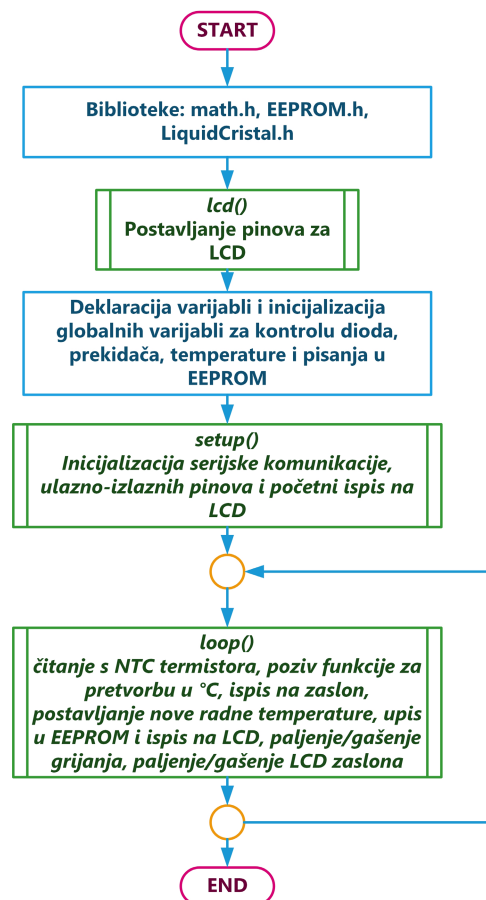 START
Biblioteke: math.h, EEPROM.h,
LiquidCristal.h
lcd()
Postavljanje pinova za
LCD
Deklaracija varijabli i inicijalizacija
globalnih varijabli za kontrolu dioda,
prekidača, temperature i pisanja u
EEPROM
setup()
Inicijalizacija serijske komunikacije,
ulazno-izlaznih pinova i početni ispis na
LCD
loop()
čitanje s NTC termistora, poziv funkcije za
pretvorbu u °C, ispis na zaslon,
postavljanje nove radne temperature, upis
u EEPROM i ispis na LCD, paljenje/gašenje
grijanja, paljenje/gašenje LCD zaslona
END